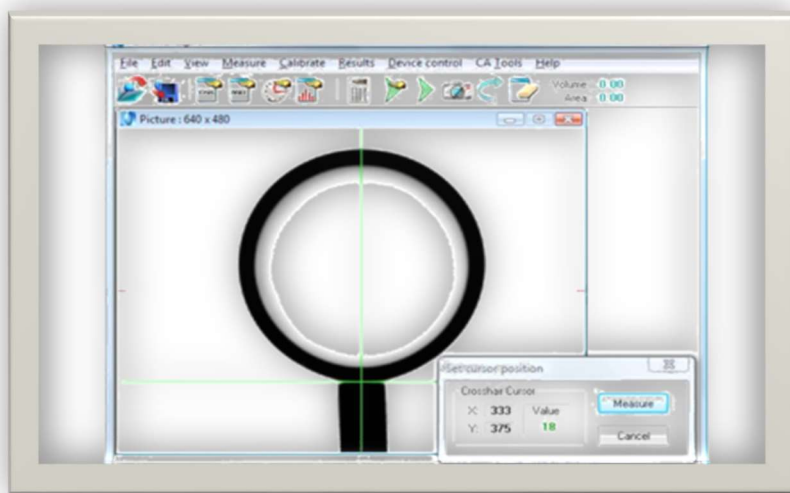 File Edit View Measure Calibrate Results Device control CA Tools Help
Volume 0.00
Area 0.00
Picture : 640 x 480
Set cursor position
Crosshair Cursor
X: 333 Value
Y: 375 18
Measure
Cancel